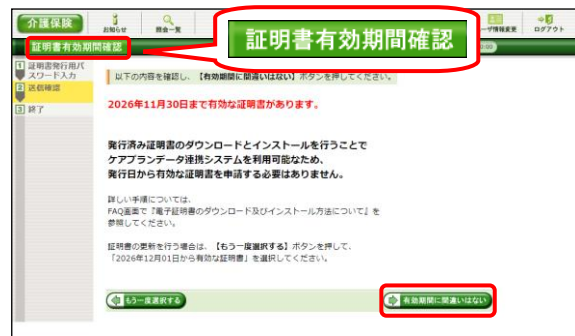 介護保険
お知らせ
照会一覧
ユーザ情報変更
ログアウト
証明書有効期間確認
証明書有効期間確認
1 証明書発行用パ
スワード入力
2 送信確認
3 終了
以下の内容を確認し、【有効期間に間違いはない】ボタンを押してください。
2026年11月30日まで有効な証明書があります。
発行済み証明書のダウンロードとインストールを行うことで
ケアプランデータ連携システムを利用可能なため、
発行日から有効な証明書を申請する必要はありません。
詳しい手順については、
FAQ画面で『電子証明書のダウンロード及びインストール方法について』を
参照してください。
証明書の更新を行う場合は、【もう一度選択する】ボタンを押して、
「2026年12月01日から有効な証明書」を選択してください。
もう一度選択する
有効期間に間違いはない